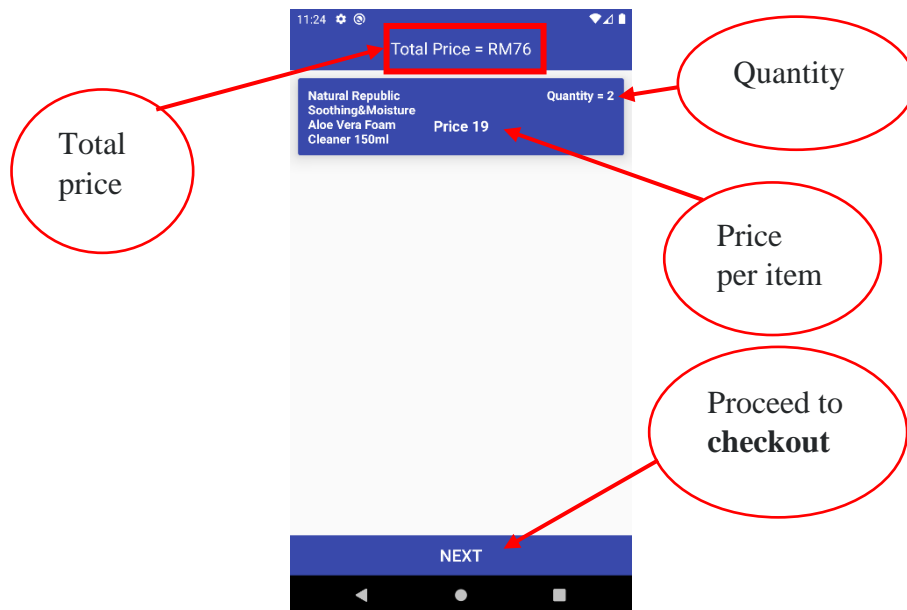 11:24
Total Price = RM76
Natural Republic
Soothing&Moisture
Aloe Vera Foam
Cleaner 150ml
Price 19
Quantity = 2
Total
price
Quantity
Price
per item
Proceed to
checkout
NEXT